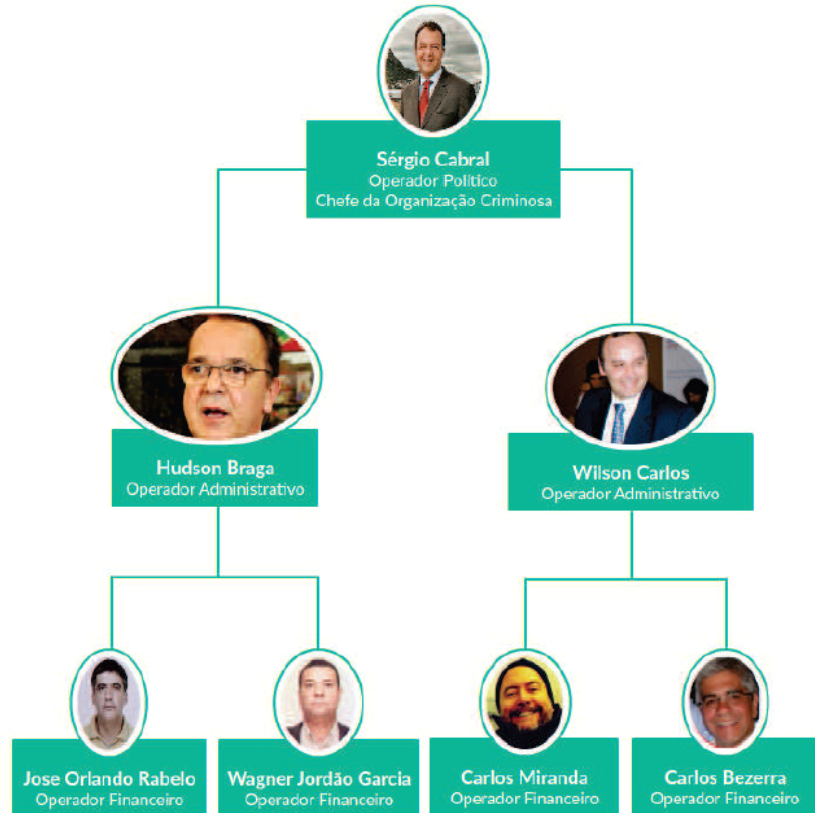 Sérgio Cabral
Operador Político
Chefe da Organização Criminosa
Hudson Braga
Operador Administrativo
Wilson Carlos
Operador Administrativo
Jose Orlando Rabelo
Operador Financeiro
Wagner Jordão Garcia
Operador Financeiro
Carlos Miranda
Operador Financeiro
Carlos Bezerra
Operador Financeiro